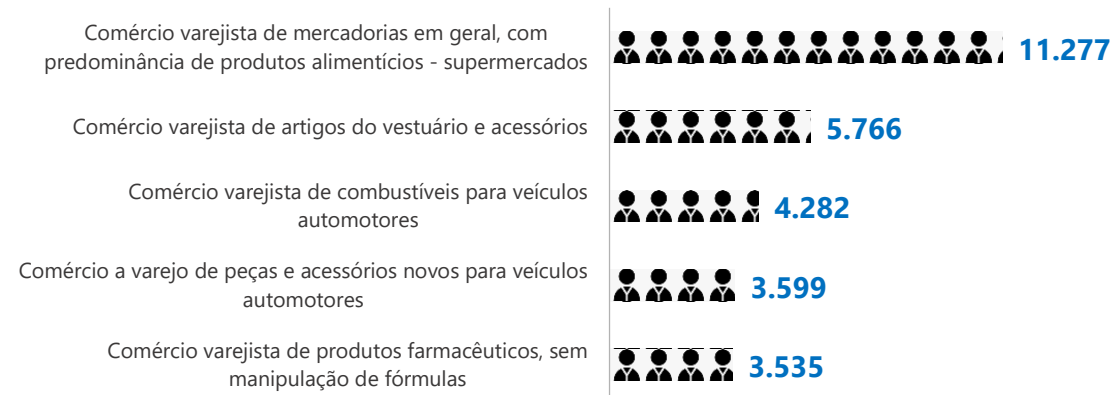 Comércio varejista de mercadorias em geral, com
predominância de produtos alimentícios - supermercados
11.277
Comércio varejista de artigos do vestuário e acessórios
5.766
Comércio varejista de combustíveis para veículos
automotores
4.282
Comércio a varejo de peças e acessórios novos para veículos
automotores
3.599
Comércio varejista de produtos farmacêuticos, sem
manipulação de fórmulas
3.535